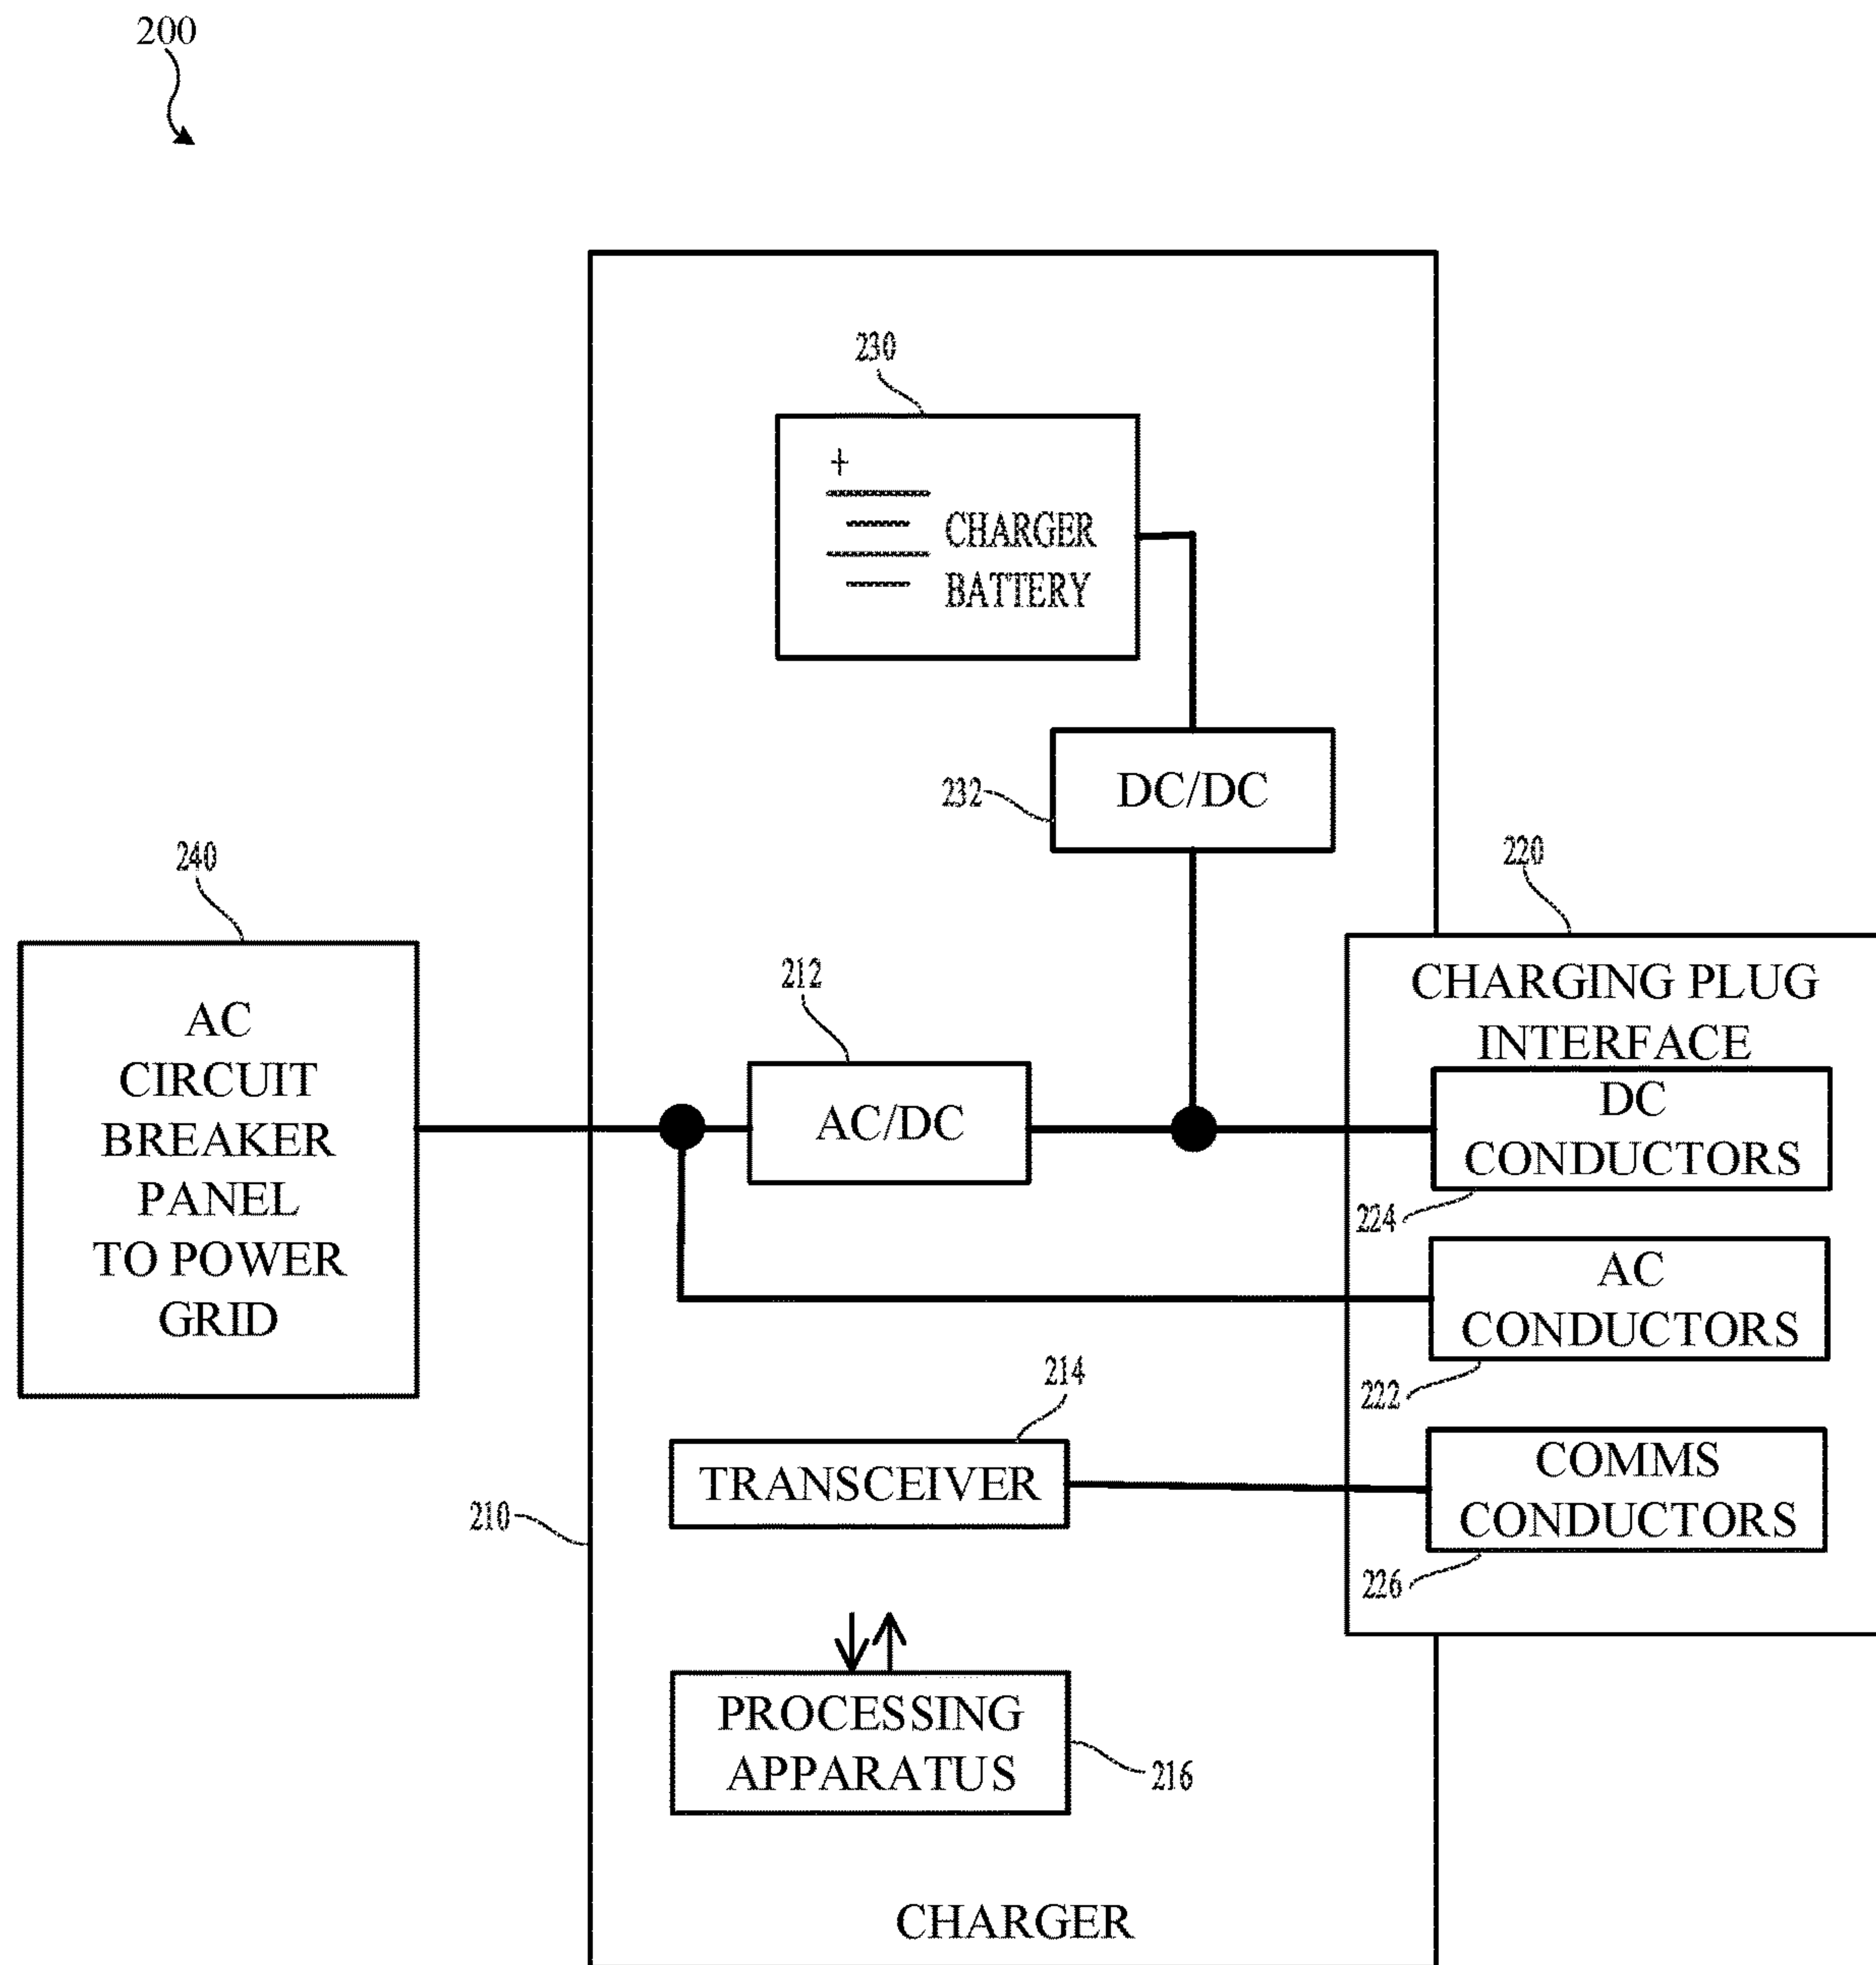 200
230
+
CHARGER
BATTERY
232
DC/DC
240
AC
CIRCUIT
BREAKER
PANEL
TO POWER
GRID
212
AC/DC
220
CHARGING PLUG
INTERFACE
DC
CONDUCTORS
224
AC
CONDUCTORS
222
214
TRANSCEIVER
COMMS
CONDUCTORS
226
210
PROCESSING
APPARATUS
216
CHARGER